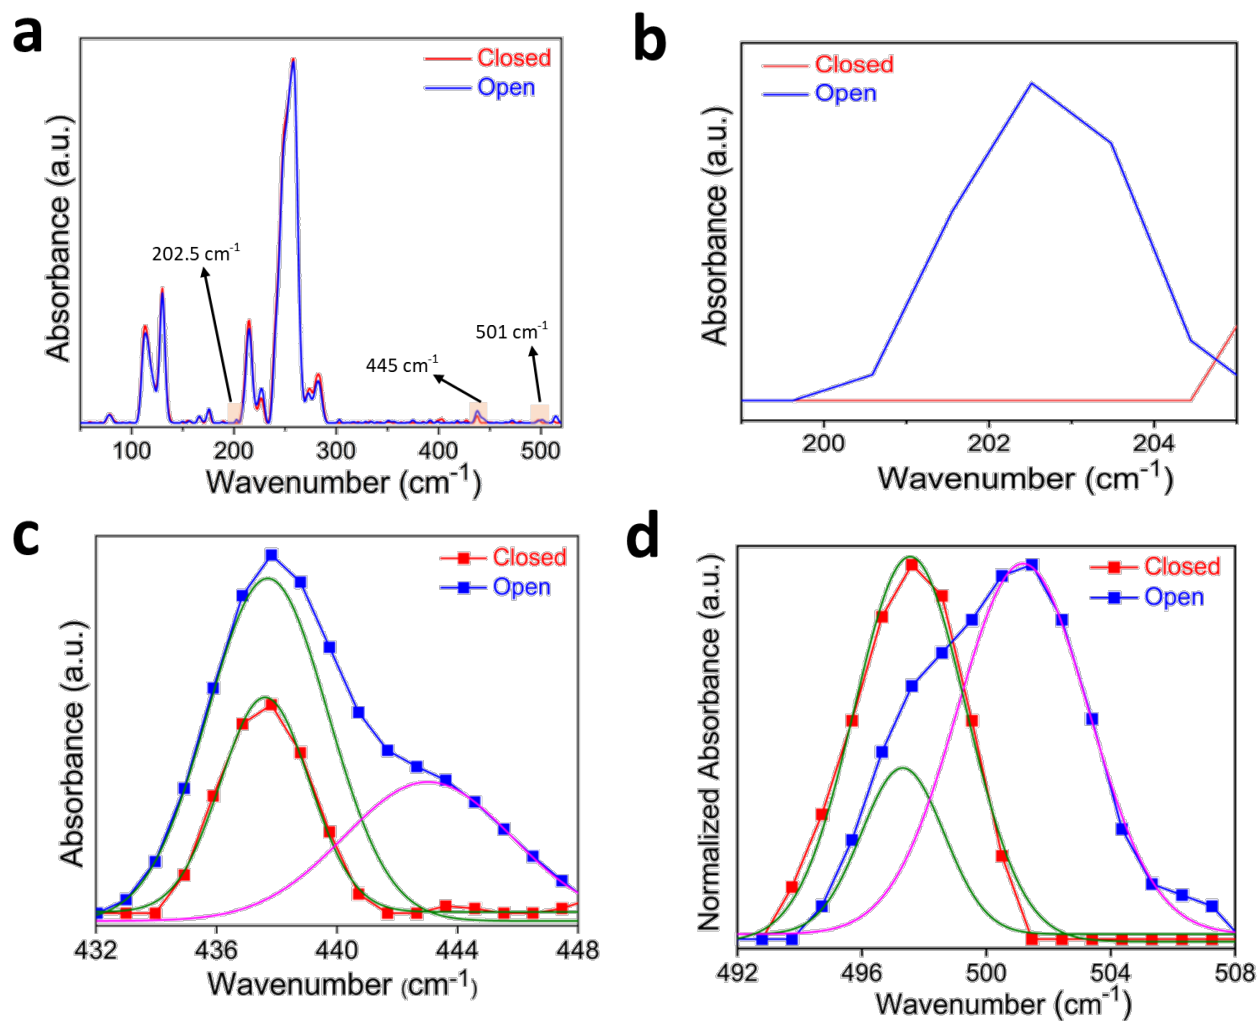 a
Closed
Open
202.5 cm-1
445 cm-1
501 cm-1
Absorbance (a.u.)
100 200 300 400 500
Wavenumber (cm-1)
b
Closed
Open
Absorbance (a.u.)
200 202 204
Wavenumber (cm-1)
c
Closed
Open
Absorbance (a.u.)
432 436 440 444 448
Wavenumber (cm-1)
d
Closed
Open
Normalized Absorbance (a.u.)
492 496 500 504 508
Wavenumber (cm-1)